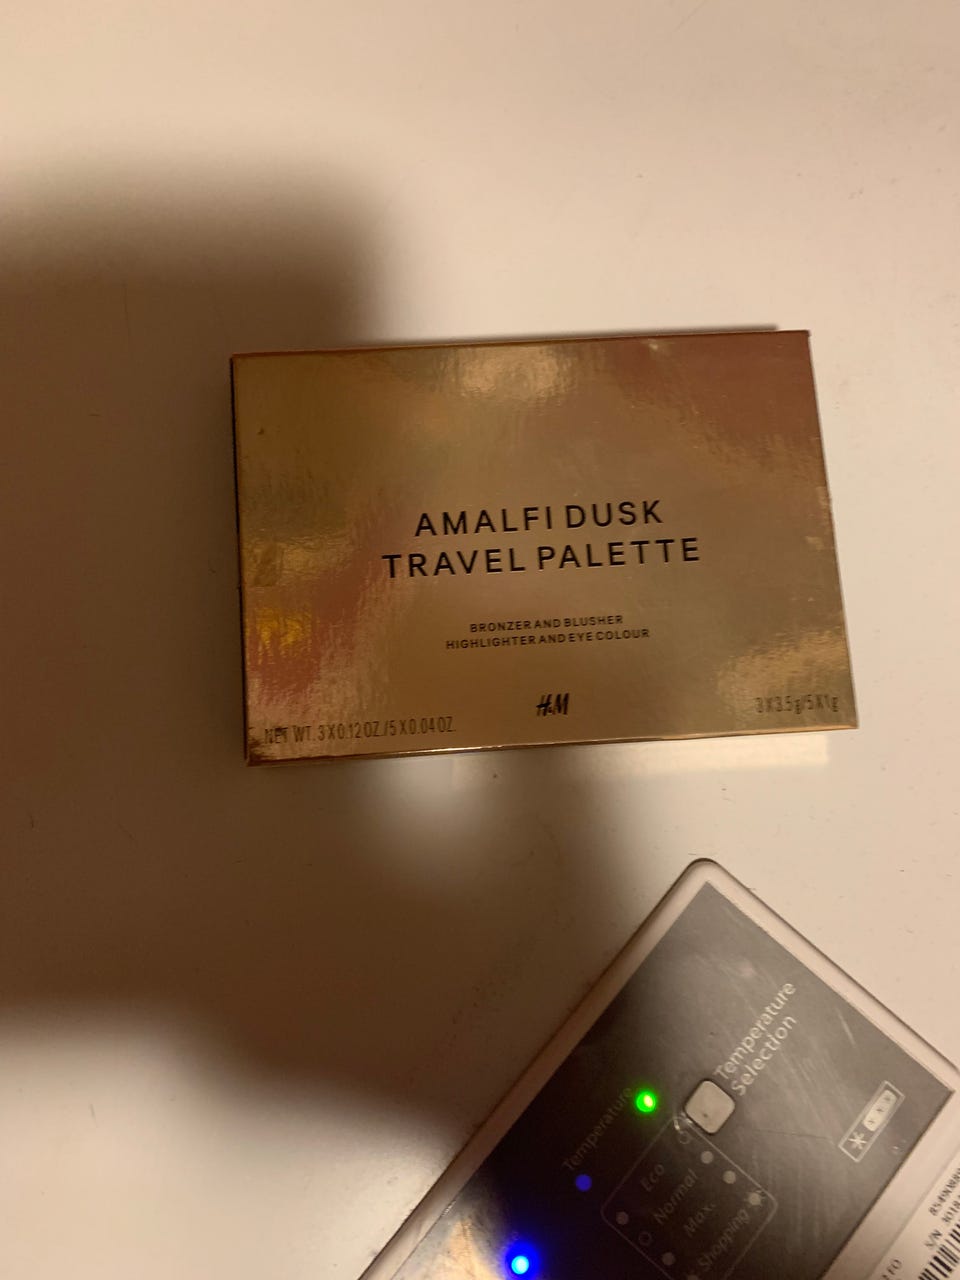 AMALFI DUSK
TRAVEL PALETTE
BRONZER AND BLUSHER
HIGHLIGHTER AND EYE COLOUR
H&M
NET WT. 3 X 0.12 OZ./5 X 0.04 OZ.
3 X 3.5 g/5 X 1g
Temperature
Selection
Temperature
Eco
Normal
Max.
Shopping
S/N